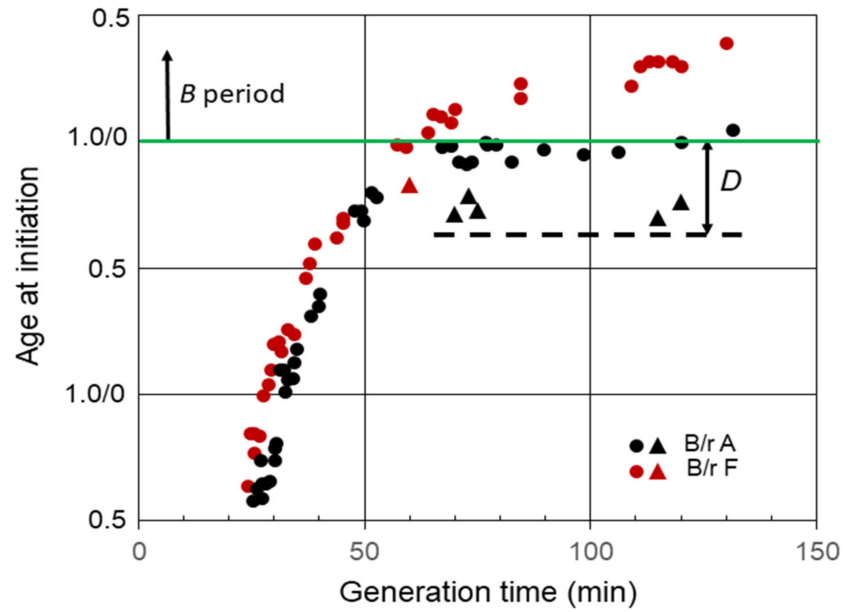 0.5
B period
1.0/0
D
0.5
1.0/0
0.5
Age at initiation
B/r A
B/r F
0 50 100 150
Generation time (min)